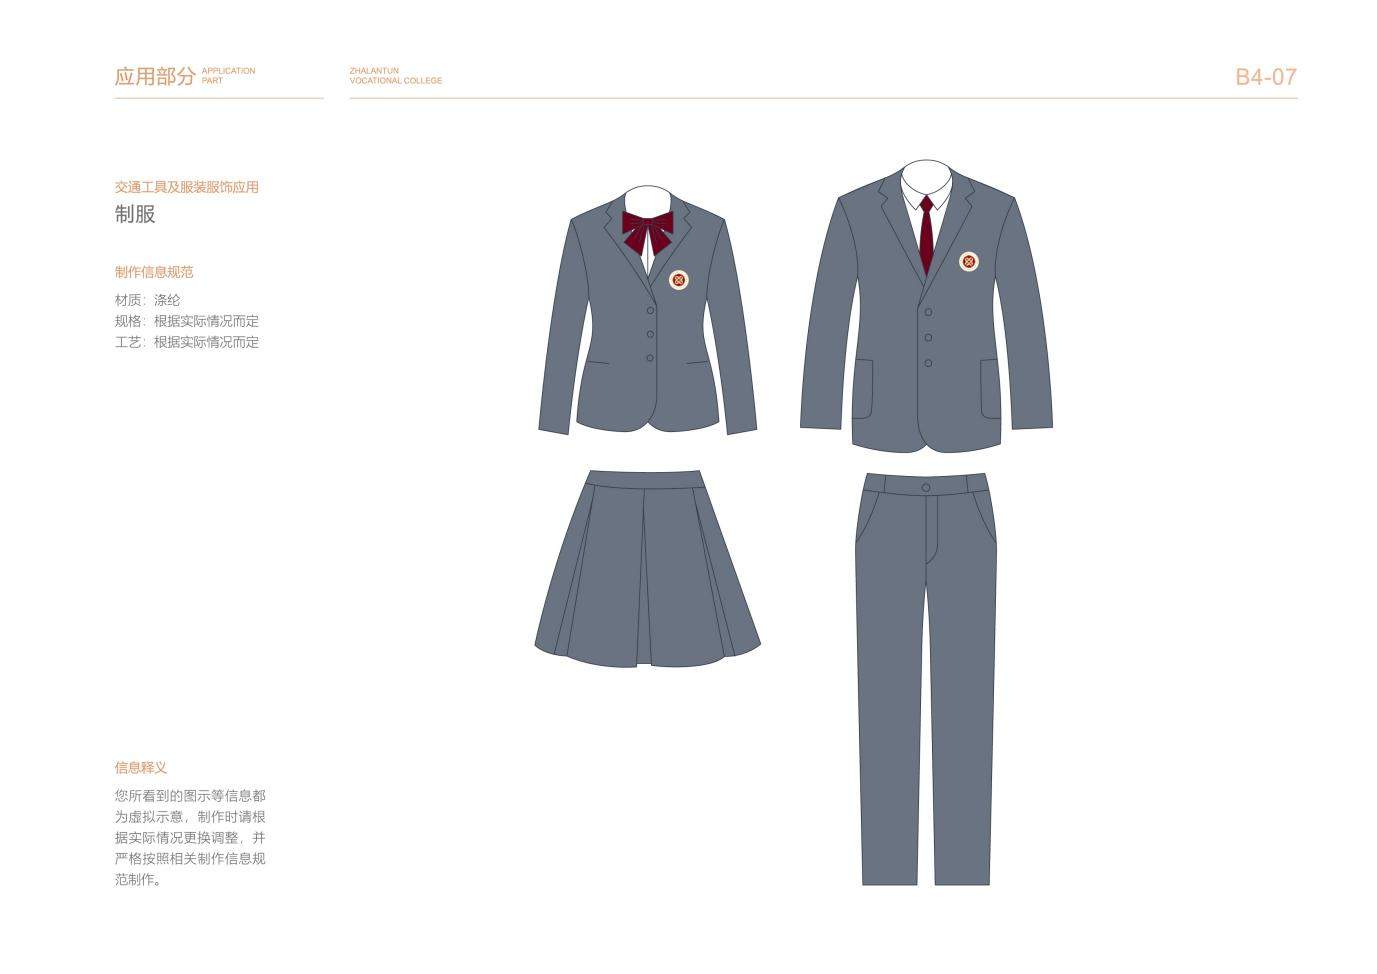 应用部分
APPLICATION
PART
ZHALANTUN
VOCATIONAL COLLEGE
B4-07
交通工具及服装服饰应用
制服
制作信息规范
材质：涤纶
规格：根据实际情况而定
工艺：根据实际情况而定
信息释义
您所看到的图示等信息都
为虚拟示意，制作时请根
据实际情况更换调整，并
严格按照相关制作信息规
范制作。